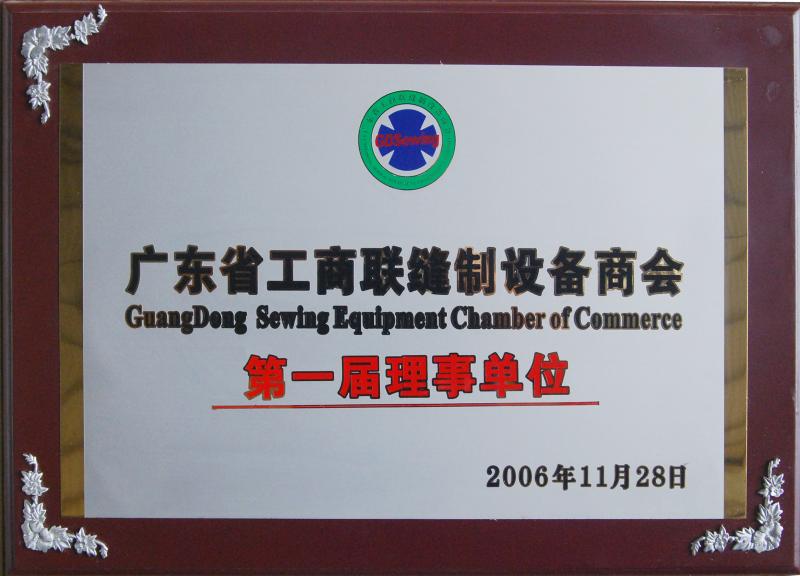 GDSewing
广东省工商联缝制设备商会
GuangDong Sewing Equipment Chamber of Commerce
第一届理事单位
2006年11月28日